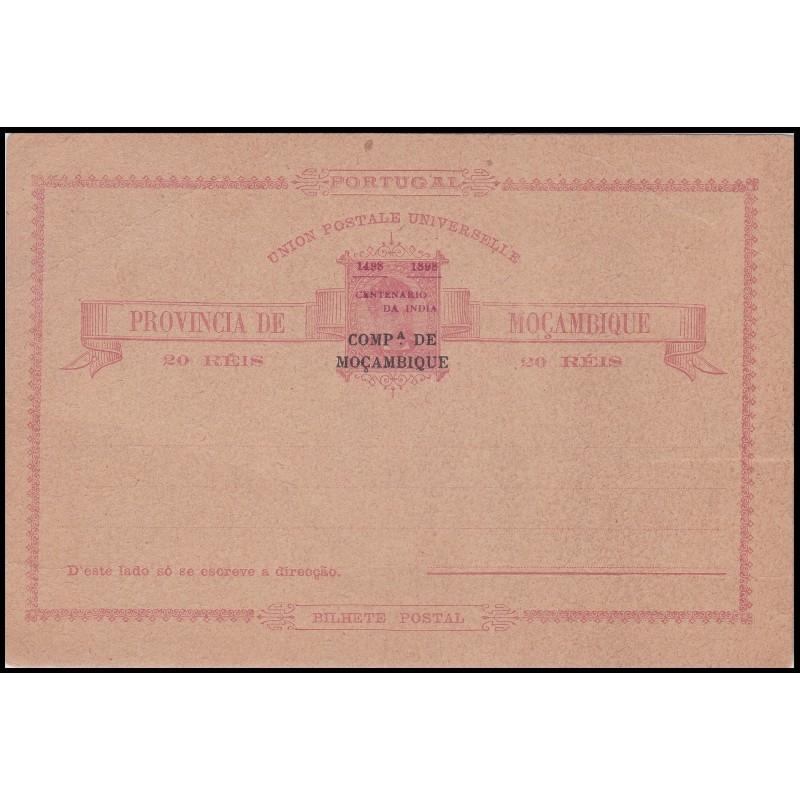 PORTUGAL
UNION POSTALE UNIVERSELLE
1498 1898
CENTENARIO
DA INDIA
PROVINCIA DE MOÇAMBIQUE
COMPA. DE
20 RÉIS MOÇAMBIQUE 20 RÉIS
D'este lado só se escreve a direcção.
BILHETE POSTAL